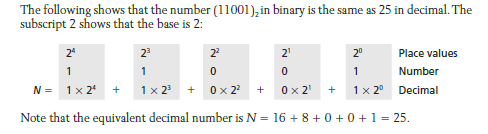 The following shows that the number (11001)₂ in binary is the same as 25 in decimal. The
subscript 2 shows that the base is 2:
2⁴ 2³ 2² 2¹ 2⁰ Place values
1 1 0 0 1 Number
N = 1 × 2⁴ + 1 × 2³ + 0 × 2² + 0 × 2¹ + 1 × 2⁰ Decimal
Note that the equivalent decimal number is N = 16 + 8 + 0 + 0 + 1 = 25.